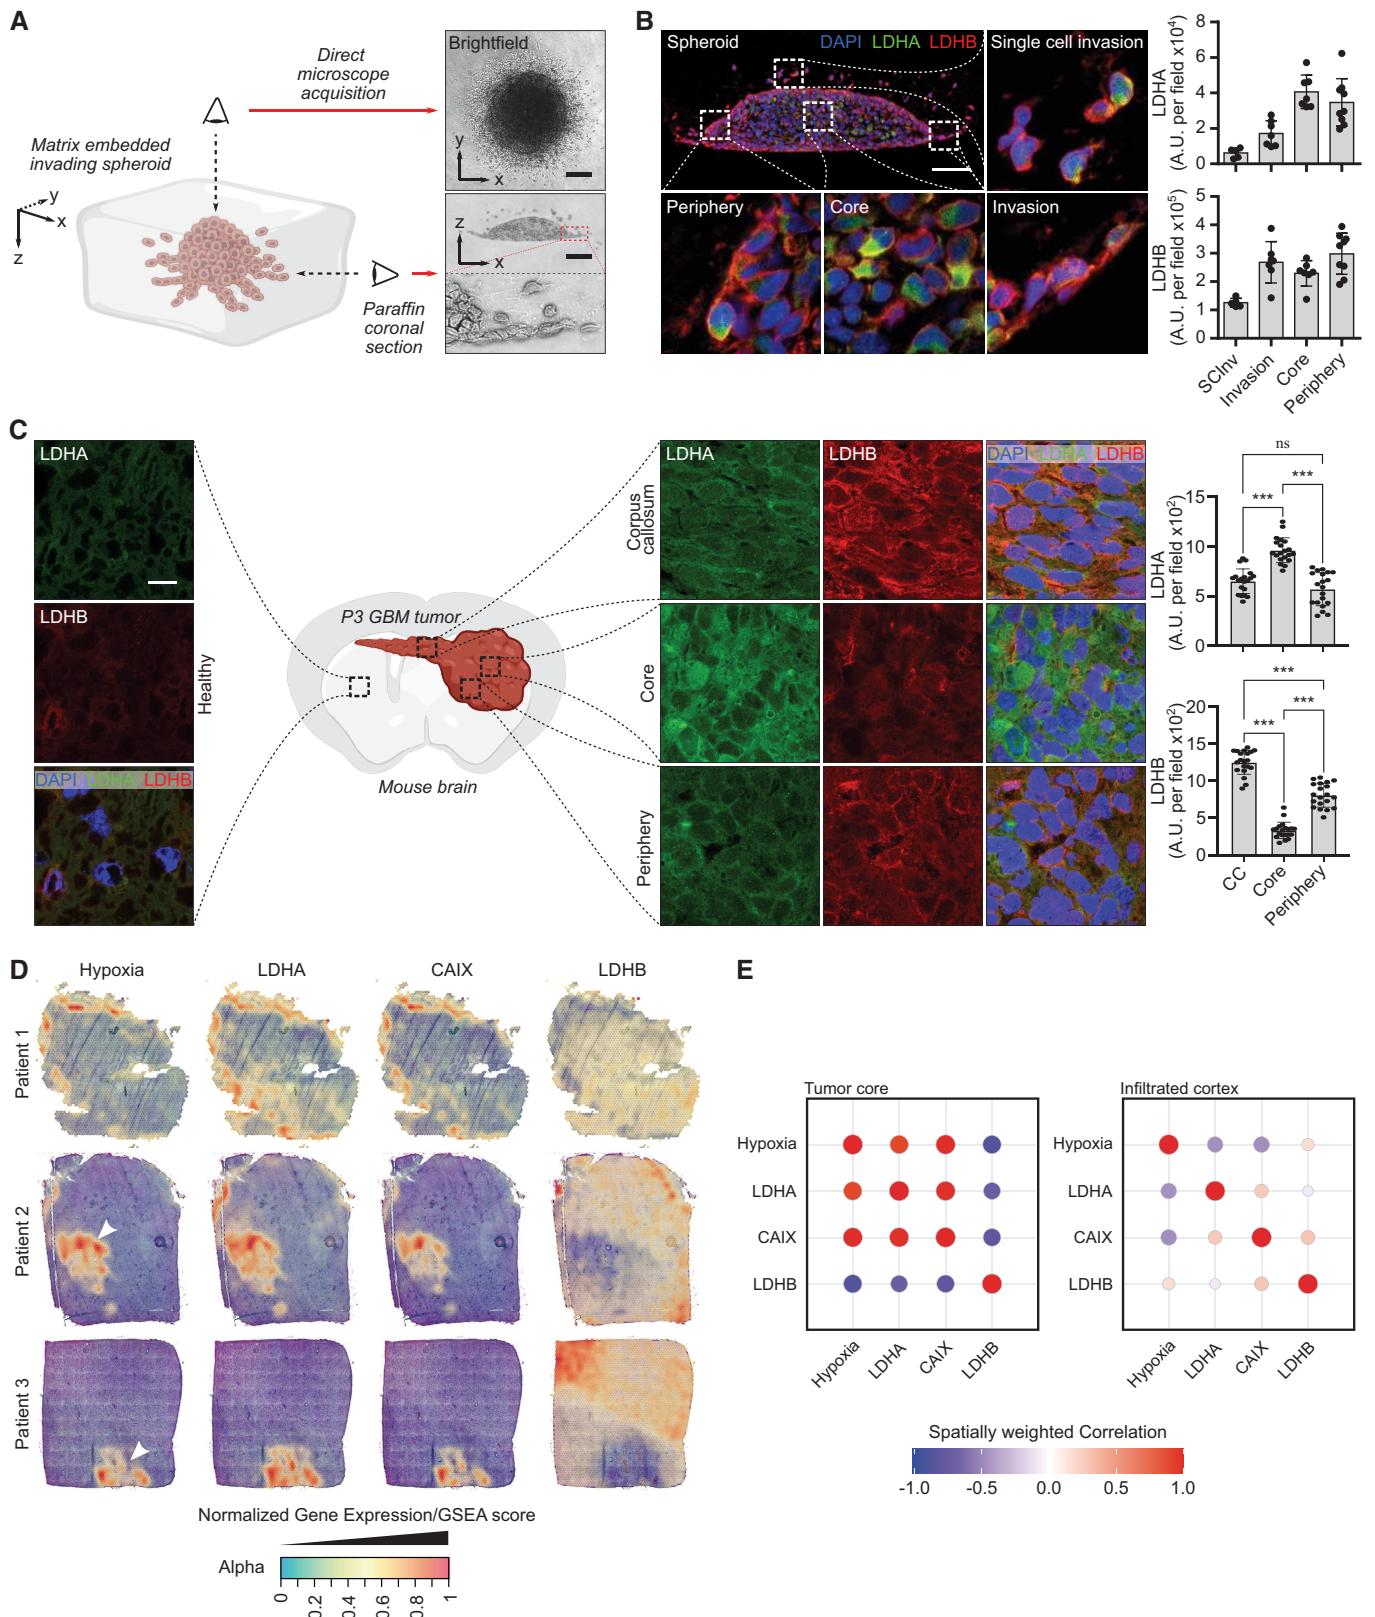 A
Direct
microscope
acquisition
Matrix embedded
invading spheroid
y
x
z
Paraffin
coronal
section
Brightfield
y
x
z
x
B
Spheroid
DAPI LDHA LDHB
Single cell invasion
Periphery
Core
Invasion
LDHA
(A.U. per field x10⁴)
8
6
4
2
0
LDHB
(A.U. per field x10⁵)
5
4
3
2
1
0
SCInv
Invasion
Core
Periphery
C
LDHA
LDHB
DAPI LDHA LDHB
Healthy
P3 GBM tumor
Mouse brain
LDHA
LDHB
DAPI LDHA LDHB
Corpus
callosum
Core
Periphery
ns
***
***
LDHA
(A.U. per field x10²)
15
10
5
0
***
***
***
LDHB
(A.U. per field x10²)
20
15
10
5
0
CC
Core
Periphery
D
Hypoxia
LDHA
CAIX
LDHB
Patient 1
Patient 2
Patient 3
Normalized Gene Expression/GSEA score
Alpha
0
0.2
0.4
0.6
0.8
1
E
Tumor core
Hypoxia
LDHA
CAIX
LDHB
Hypoxia
LDHA
CAIX
LDHB
Infiltrated cortex
Hypoxia
LDHA
CAIX
LDHB
Hypoxia
LDHA
CAIX
LDHB
Spatially weighted Correlation
-1.0
-0.5
0.0
0.5
1.0